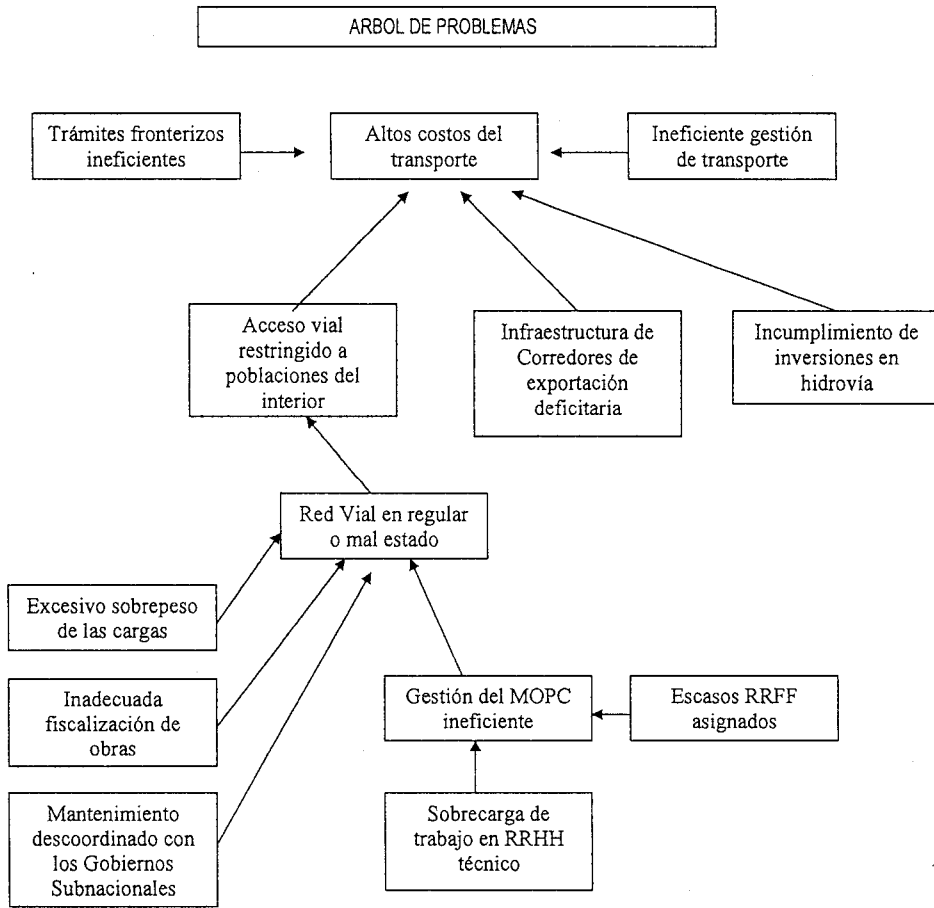 ARBOL DE PROBLEMAS
Trámites fronterizos
ineficientes
Altos costos del
transporte
Ineficiente gestión
de transporte
Acceso vial
restringido a
poblaciones del
interior
Infraestructura de
Corredores de
exportación
deficitaria
Incumplimiento de
inversiones en
hidrovía
Red Vial en regular
o mal estado
Excesivo sobrepeso
de las cargas
Inadecuada
fiscalización de
obras
Gestión del MOPC
ineficiente
Escasos RRFF
asignados
Mantenimiento
descoordinado con
los Gobiernos
Subnacionales
Sobrecarga de
trabajo en RRHH
técnico